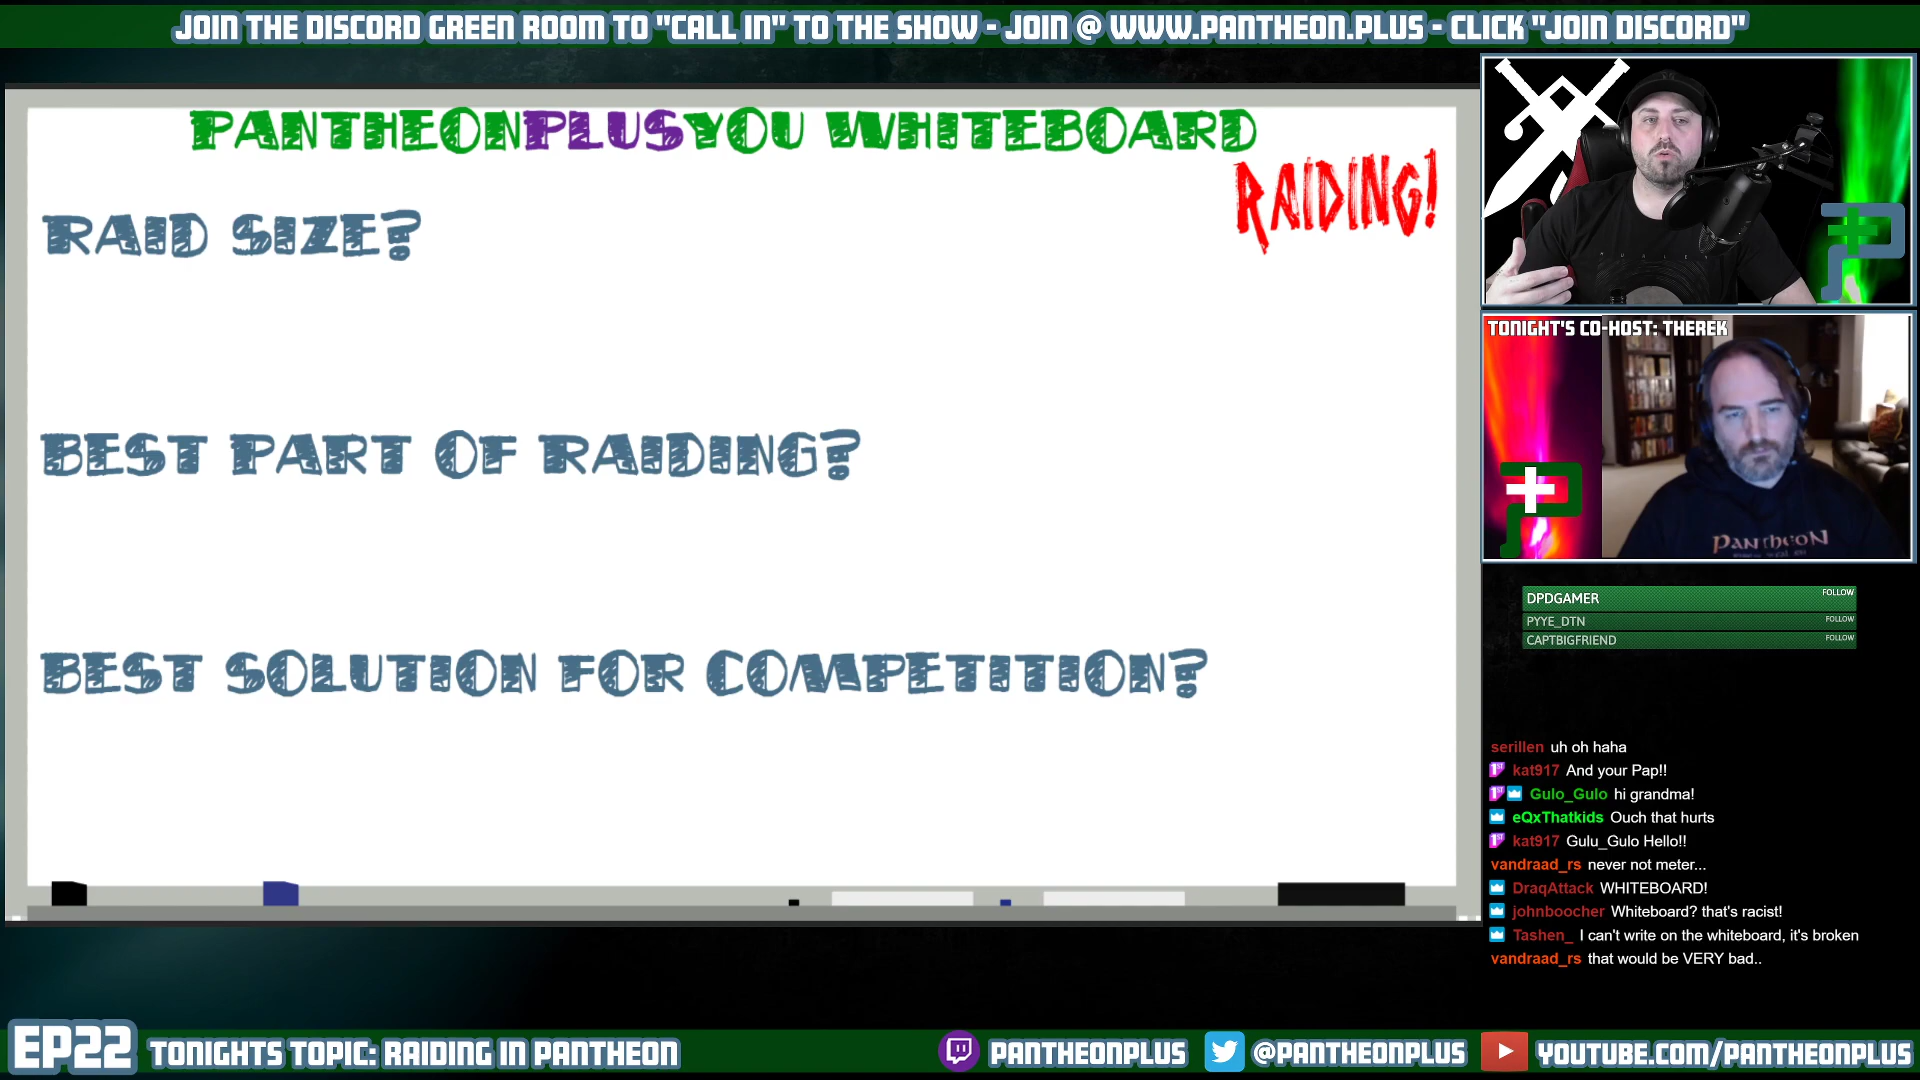 JOIN THE DISCORD GREEN ROOM TO "CALL IN" TO THE SHOW - JOIN @ WWW.PANTHEON.PLUS - CLICK "JOIN DISCORD"
PANTHEONPLUSYOU WHITEBOARD
RAIDING!
RAID SIZE?
BEST PART OF RAIDING?
BEST SOLUTION FOR COMPETITION?
TONIGHT'S CO-HOST: THEREK
PANTHEON
DPDGAMER FOLLOW
PYYE_DTN FOLLOW
CAPTBIGFRIEND FOLLOW
serillen uh oh haha
kat917 And your Pap!!
Gulo_Gulo hi grandma!
eQxThatkids Ouch that hurts
kat917 Gulu_Gulo Hello!!
vandraad_rs never not meter...
DraqAttack WHITEBOARD!
johnboocher Whiteboard? that's racist!
Tashen_ I can't write on the whiteboard, it's broken
vandraad_rs that would be VERY bad..
EP22 TONIGHTS TOPIC: RAIDING IN PANTHEON
PANTHEONPLUS
@PANTHEONPLUS
YOUTUBE.COM/PANTHEONPLUS